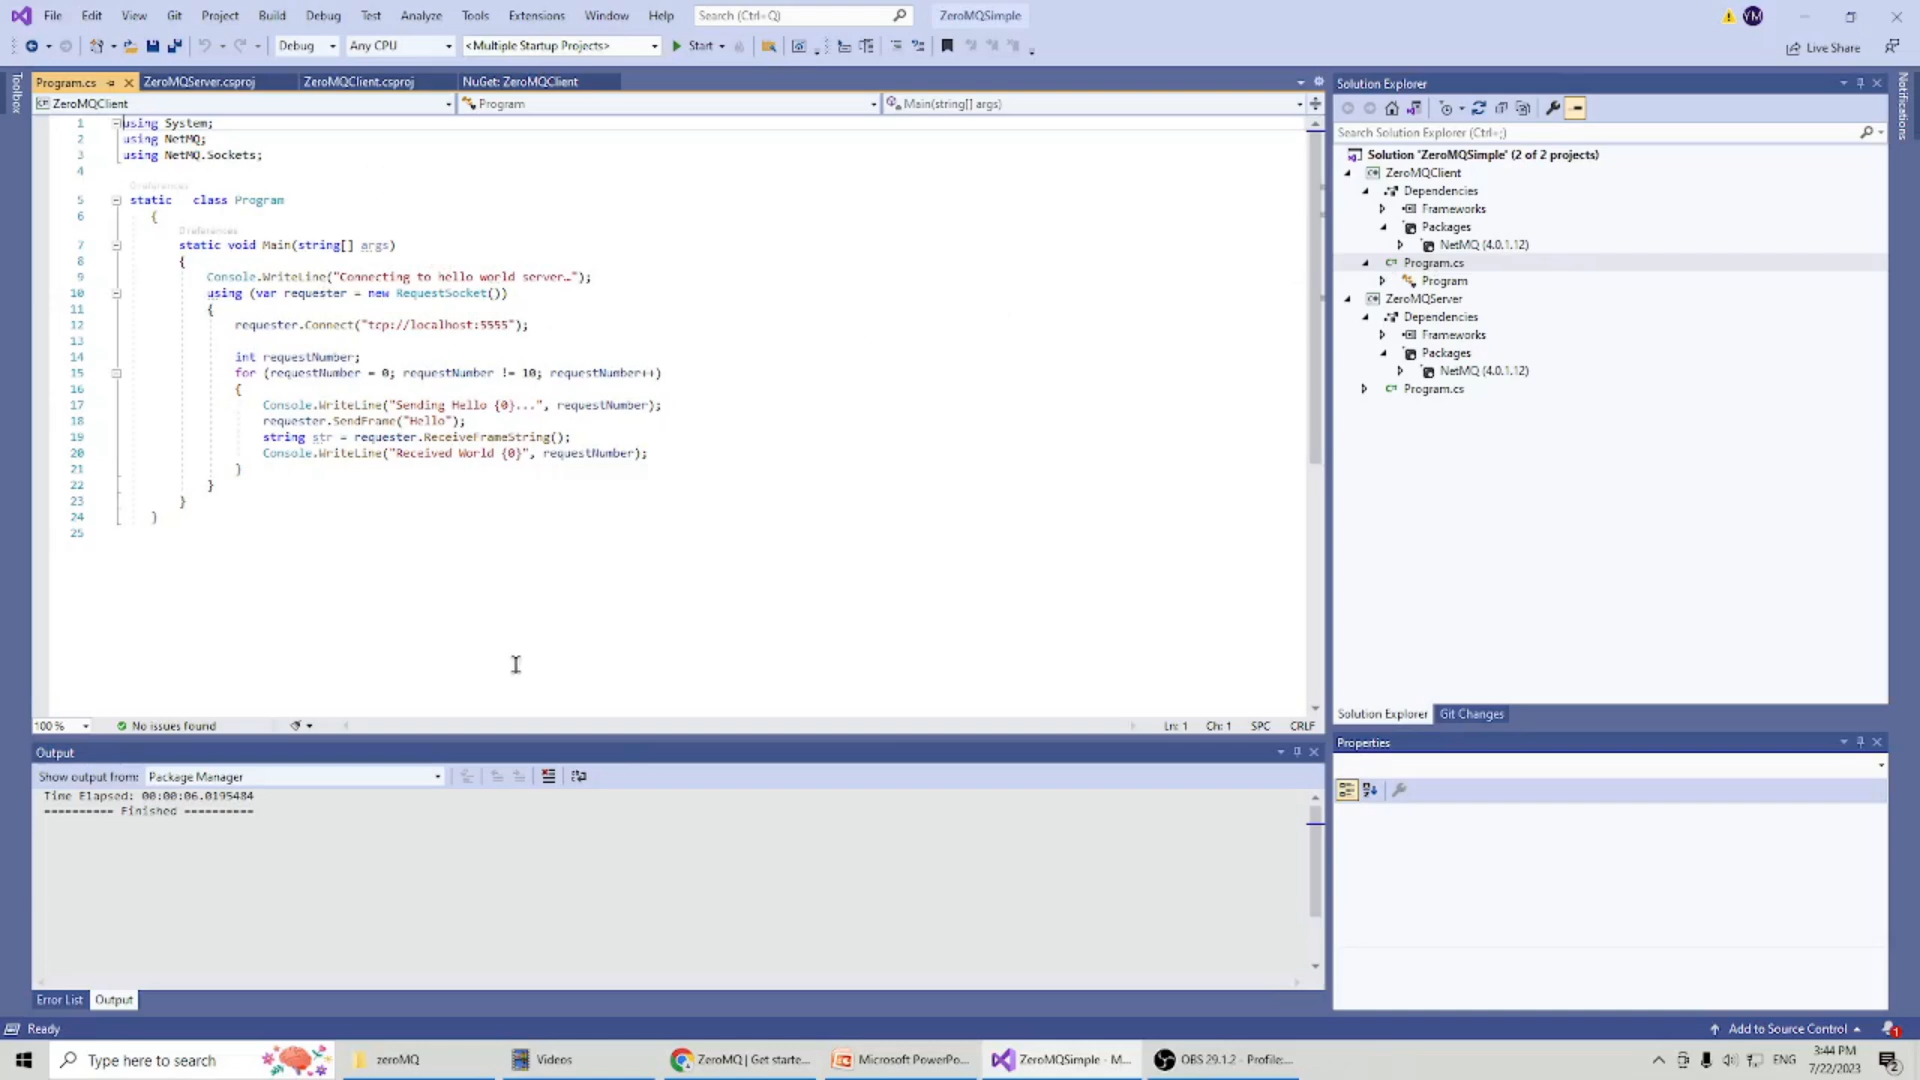 File Edit View Git Project Build Debug Test Analyze Tools Extensions Window Help Search (Ctrl+Q) ZeroMQSimple YM
Debug Any CPU <Multiple Startup Projects> Start Live Share
Toolbox
Program.cs ZeroMQServer.csproj ZeroMQClient.csproj NuGet: ZeroMQClient
ZeroMQClient Program Main(string[] args)
1 using System;
2 using NetMQ;
3 using NetMQ.Sockets;
4
0 references
5 static class Program
6 {
0 references
7 static void Main(string[] args)
8 {
9 Console.WriteLine("Connecting to hello world server…");
10 using (var requester = new RequestSocket())
11 {
12 requester.Connect("tcp://localhost:5555");
13
14 int requestNumber;
15 for (requestNumber = 0; requestNumber != 10; requestNumber++)
16 {
17 Console.WriteLine("Sending Hello {0}...", requestNumber);
18 requester.SendFrame("Hello");
19 string str = requester.ReceiveFrameString();
20 Console.WriteLine("Received World {0}", requestNumber);
21 }
22 }
23 }
24 }
25
100 % No issues found Ln: 1 Ch: 1 SPC CRLF
Output
Show output from: Package Manager
Time Elapsed: 00:00:06.0195484
========== Finished ==========
Error List Output
Solution Explorer
Search Solution Explorer (Ctrl+;)
Solution 'ZeroMQSimple' (2 of 2 projects)
ZeroMQClient
Dependencies
Frameworks
Packages
NetMQ (4.0.1.12)
Program.cs
Program
ZeroMQServer
Dependencies
Frameworks
Packages
NetMQ (4.0.1.12)
Program.cs
Solution Explorer Git Changes
Properties
Notifications
Ready Add to Source Control 1
Type here to search zeroMQ Videos ZeroMQ | Get starte... Microsoft PowerPo... ZeroMQSimple - M... OBS 29.1.2 - Profile:... ENG 3:44 PM
7/22/2023 2